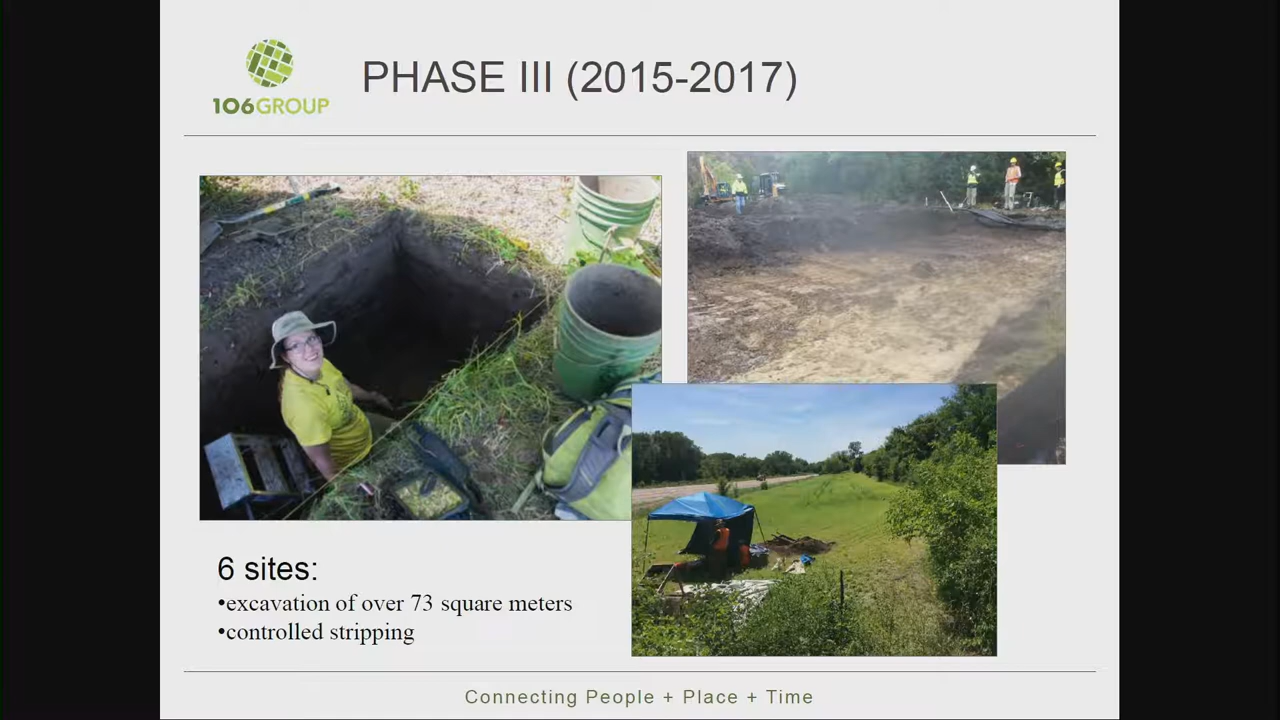 106GROUP
PHASE III (2015-2017)
6 sites:
•excavation of over 73 square meters
•controlled stripping
Connecting People + Place + Time